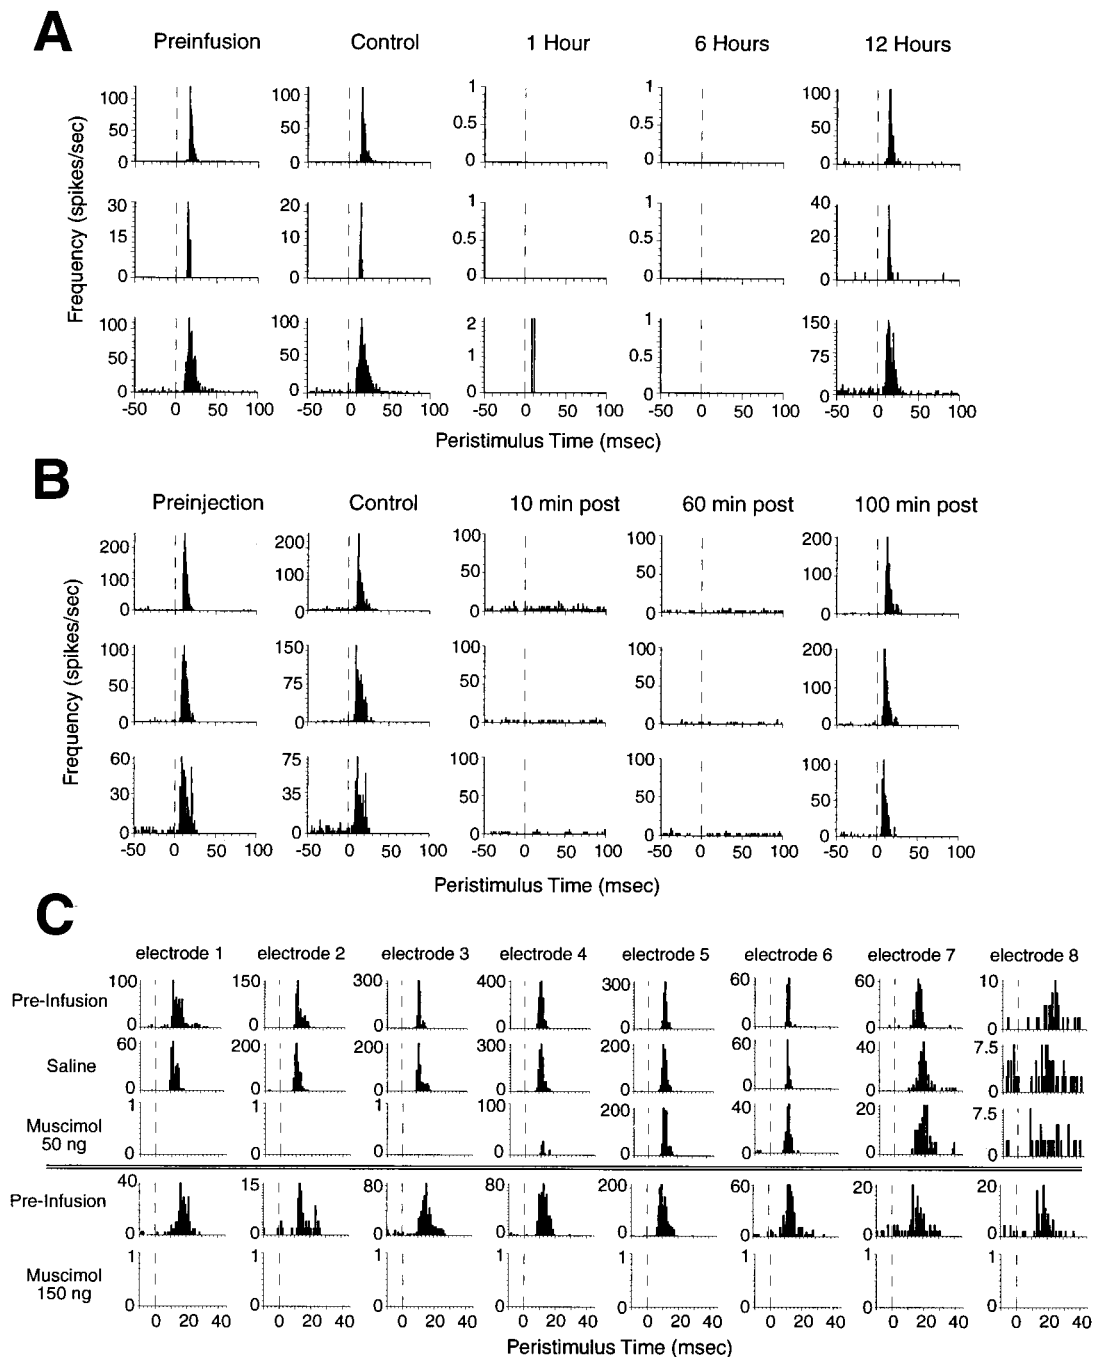 A
Preinfusion Control 1 Hour 6 Hours 12 Hours
Frequency (spikes/sec)
100 50 0 100 50 0 1 0.5 0 1 0.5 0 100 50 0
30 15 0 20 10 0 1 0.5 0 1 0.5 0 40 20 0
100 50 0 100 50 0 2 1 0 1 0.5 0 150 75 0
-50 0 50 100 -50 0 50 100 -50 0 50 100 -50 0 50 100 -50 0 50 100
Peristimulus Time (msec)
B
Preinjection Control 10 min post 60 min post 100 min post
Frequency (spikes/sec)
200 100 0 200 100 0 100 50 0 100 50 0 200 100 0
100 50 0 150 75 0 100 50 0 100 50 0 200 100 0
60 30 0 75 35 0 100 50 0 100 50 0 100 50 0
-50 0 50 100 -50 0 50 100 -50 0 50 100 -50 0 50 100 -50 0 50 100
Peristimulus Time (msec)
C
electrode 1 electrode 2 electrode 3 electrode 4 electrode 5 electrode 6 electrode 7 electrode 8
Pre-Infusion 100 0 150 0 300 0 400 0 300 0 60 0 60 0 10 0
Saline 60 0 200 0 200 0 300 0 200 0 60 0 40 0 7.5 0
Muscimol
50 ng
1 0 1 0 1 0 100 0 200 0 40 0 20 0 7.5 0
Pre-Infusion 40 0 15 0 80 0 80 0 200 0 60 0 20 0 20 0
Muscimol
150 ng
1 0 1 0 1 0 1 0 1 0 1 0 1 0 1 0
0 20 40 0 20 40 0 20 40 0 20 40 0 20 40 0 20 40 0 20 40 0 20 40
Peristimulus Time (msec)